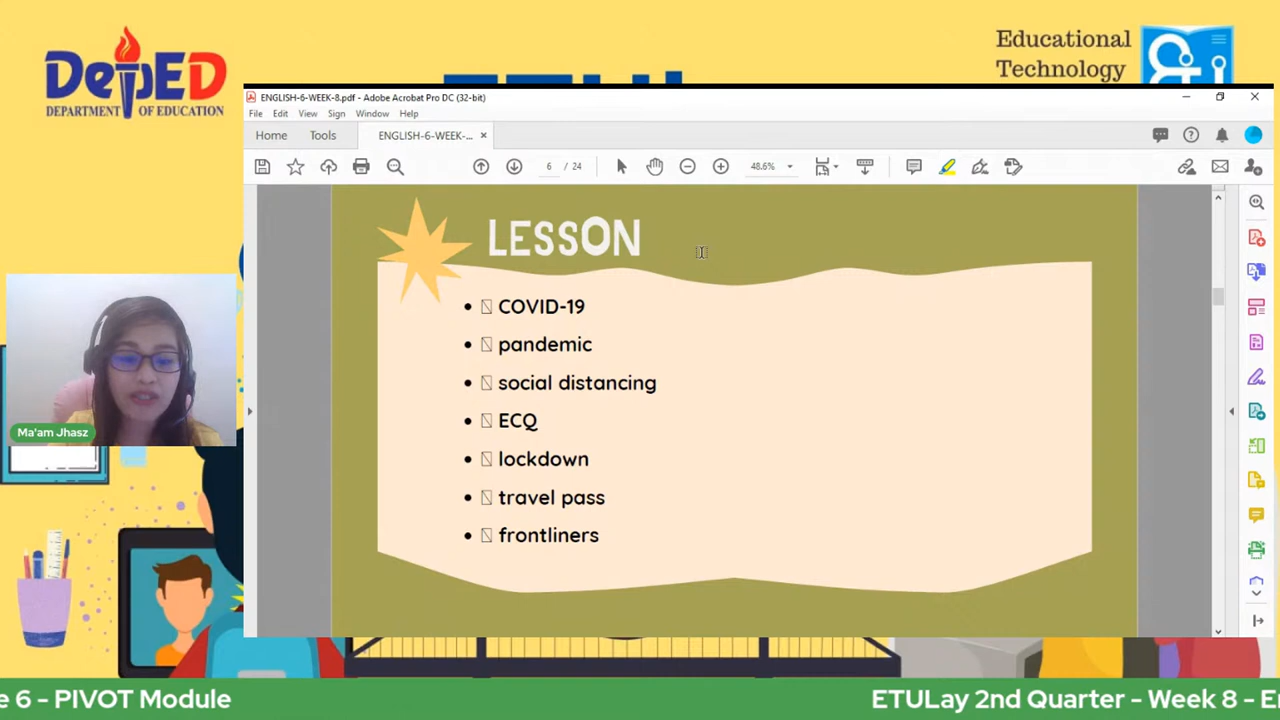 DepED
DEPARTMENT OF EDUCATION
Educational
Technology
ENGLISH-6-WEEK-8.pdf - Adobe Acrobat Pro DC (32-bit)
File Edit View Sign Window Help
Home Tools ENGLISH-6-WEEK-...
6 / 24 48.6%
LESSON
• COVID-19
• pandemic
• social distancing
• ECQ
• lockdown
• travel pass
• frontliners
Ma'am Jhasz
e 6 - PIVOT Module
ETULay 2nd Quarter - Week 8 - En